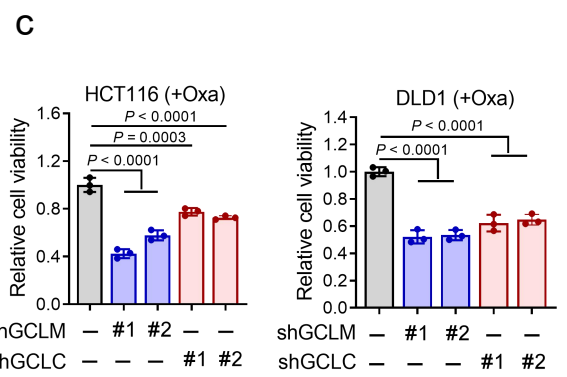 C
HCT116 (+Oxa)
P < 0.0001
P = 0.0003
P < 0.0001
Relative cell viability
1.6
1.2
0.8
0.4
0.0
hGCLM – #1 #2 – –
hGCLC – – – #1 #2
DLD1 (+Oxa)
P < 0.0001
P < 0.0001
Relative cell viability
1.4
1.2
1.0
0.8
0.6
0.4
0.2
0.0
shGCLM – #1 #2 – –
shGCLC – – – #1 #2